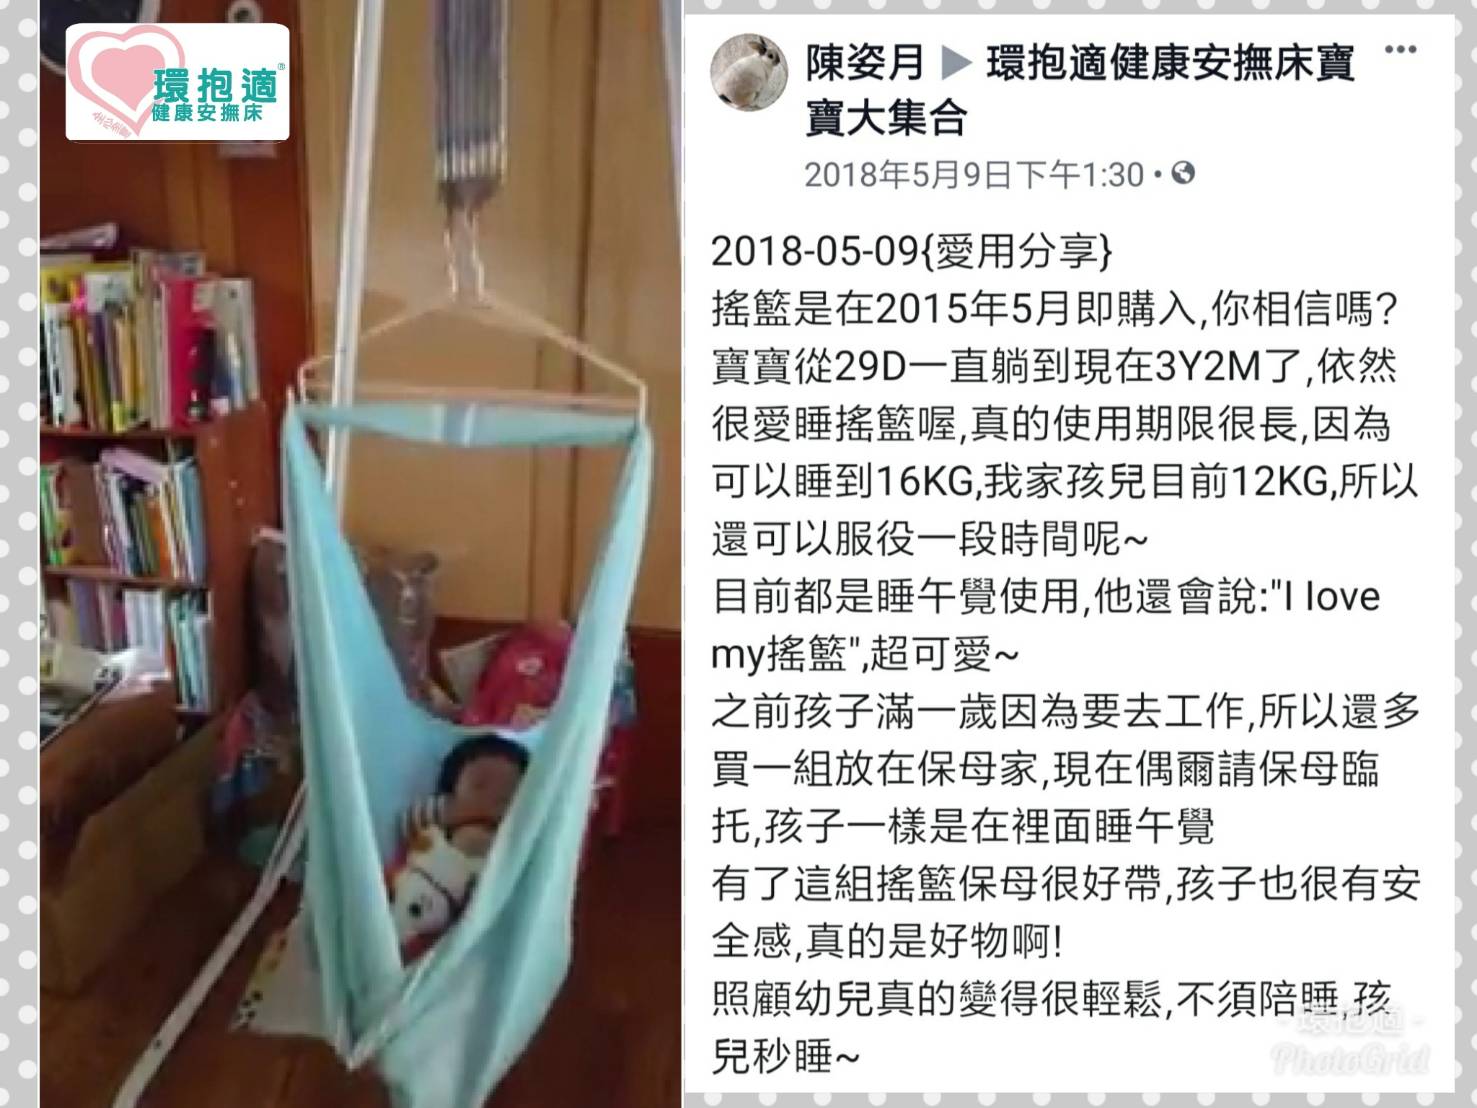 環抱適®
健康安撫床
陳姿月 ▶ 環抱適健康安撫床寶
寶大集合
2018年5月9日下午1:30 •
2018-05-09{愛用分享}
搖籃是在2015年5月即購入,你相信嗎?
寶寶從29D一直躺到現在3Y2M了,依然
很愛睡搖籃喔,真的使用期限很長,因為
可以睡到16KG,我家孩兒目前12KG,所以
還可以服役一段時間呢~
目前都是睡午覺使用,他還會說:"I love
my搖籃",超可愛~
之前孩子滿一歲因為要去工作,所以還多
買一組放在保母家,現在偶爾請保母臨
托,孩子一樣是在裡面睡午覺
有了這組搖籃保母很好帶,孩子也很有安
全感,真的是好物啊!
照顧幼兒真的變得很輕鬆,不須陪睡,孩
兒秒睡~
- 環抱適 -
PhotoGrid